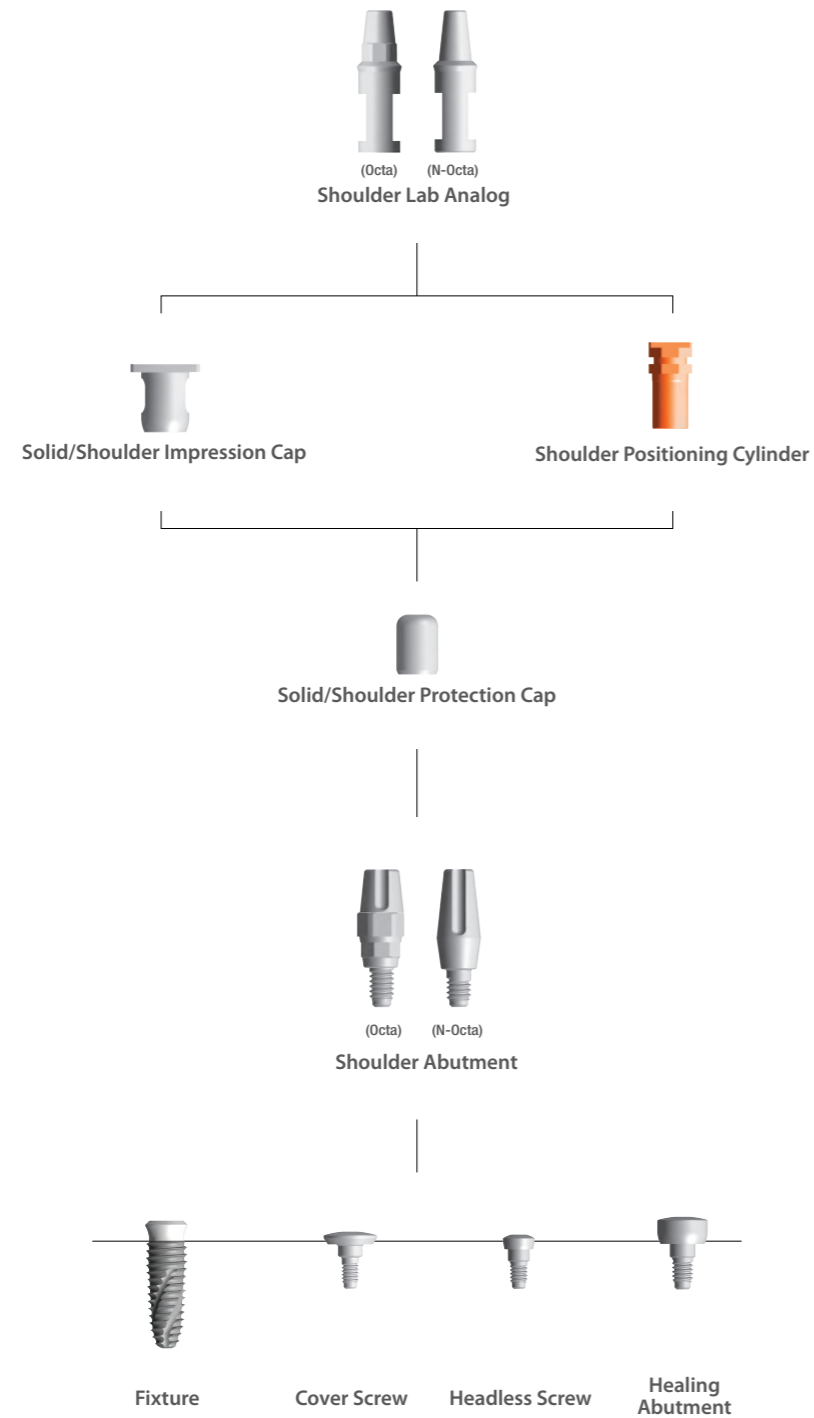 (Octa) (N-Octa)
Shoulder Lab Analog
Solid/Shoulder Impression Cap
Shoulder Positioning Cylinder
Solid/Shoulder Protection Cap
(Octa) (N-Octa)
Shoulder Abutment
Fixture
Cover Screw
Headless Screw
Healing
Abutment